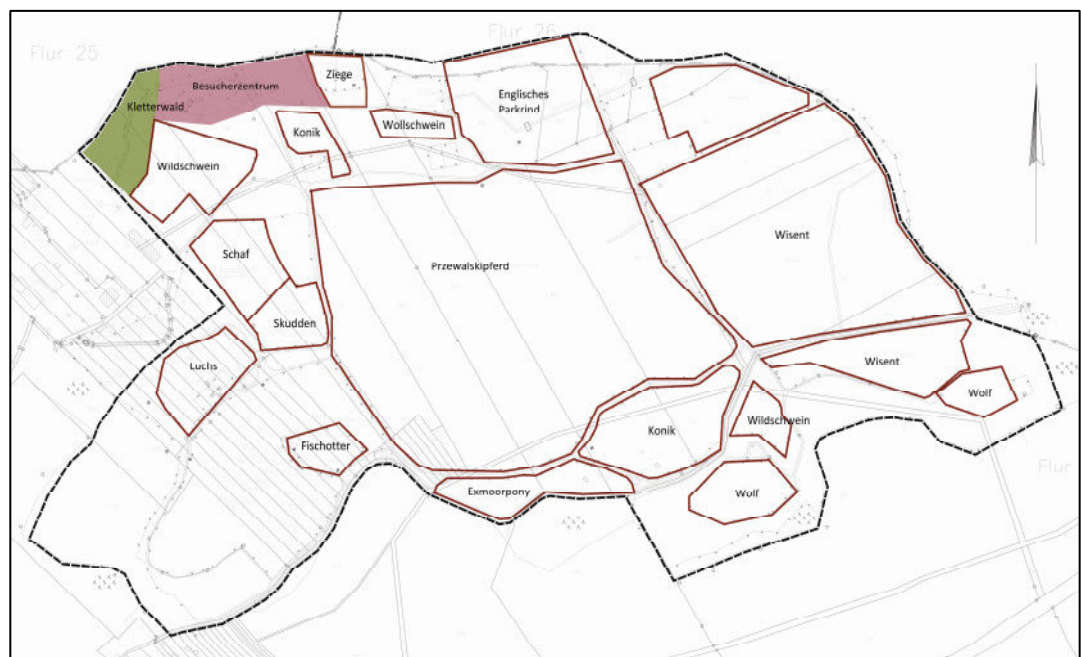 Flur 25
Flur 26
Ziege
Besucherzentrum
Kletterwald
Englisches
Parkrind
Konik
Wollschwein
Wildschwein
Wisent
Schaf
Przewalskipferd
Skudden
Luchs
Wisent
Wolf
Wildschwein
Konik
Fischotter
Exmoorpony
Wolf
Flur